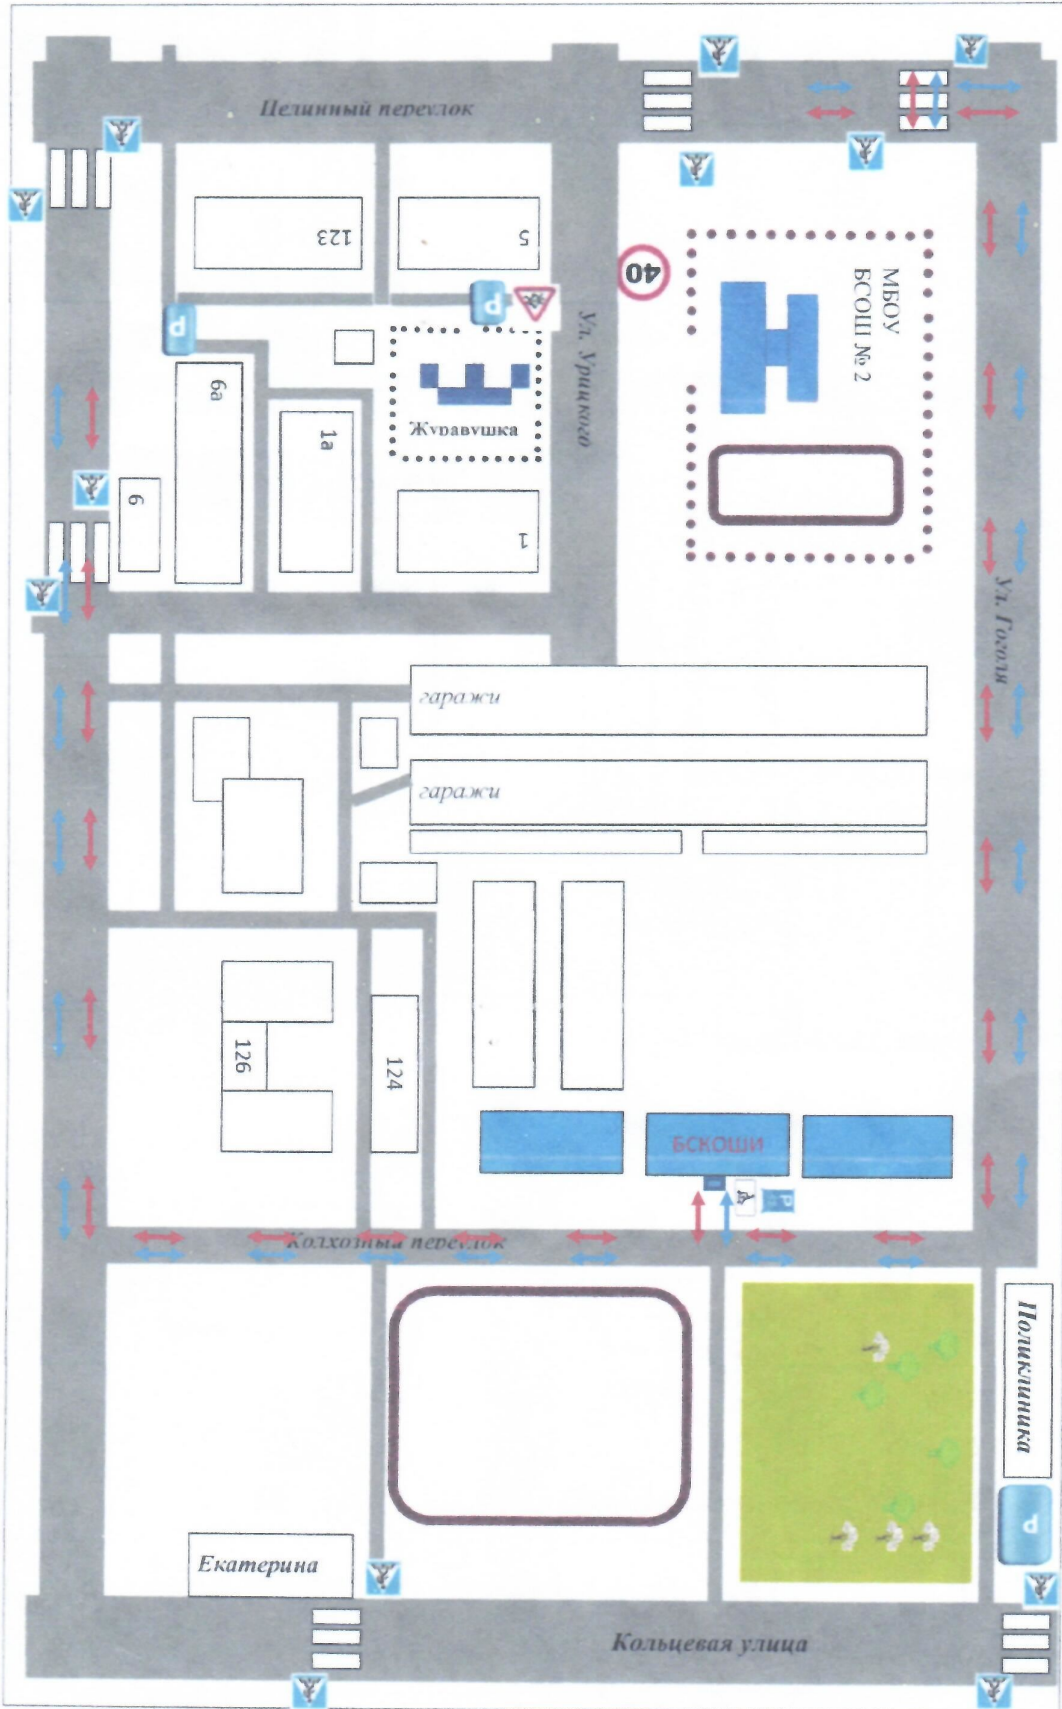 Целинный переулок
123
5
40
МБОУ
БСОШ № 2
P
P
Ул. Урицкого
6а
1а
Журавушка
6
1
Ул. Гоголя
гаражи
гаражи
126
124
БСКОШИ
P
Колхозный переулок
Поликлиника
P
Екатерина
Кольцевая улица